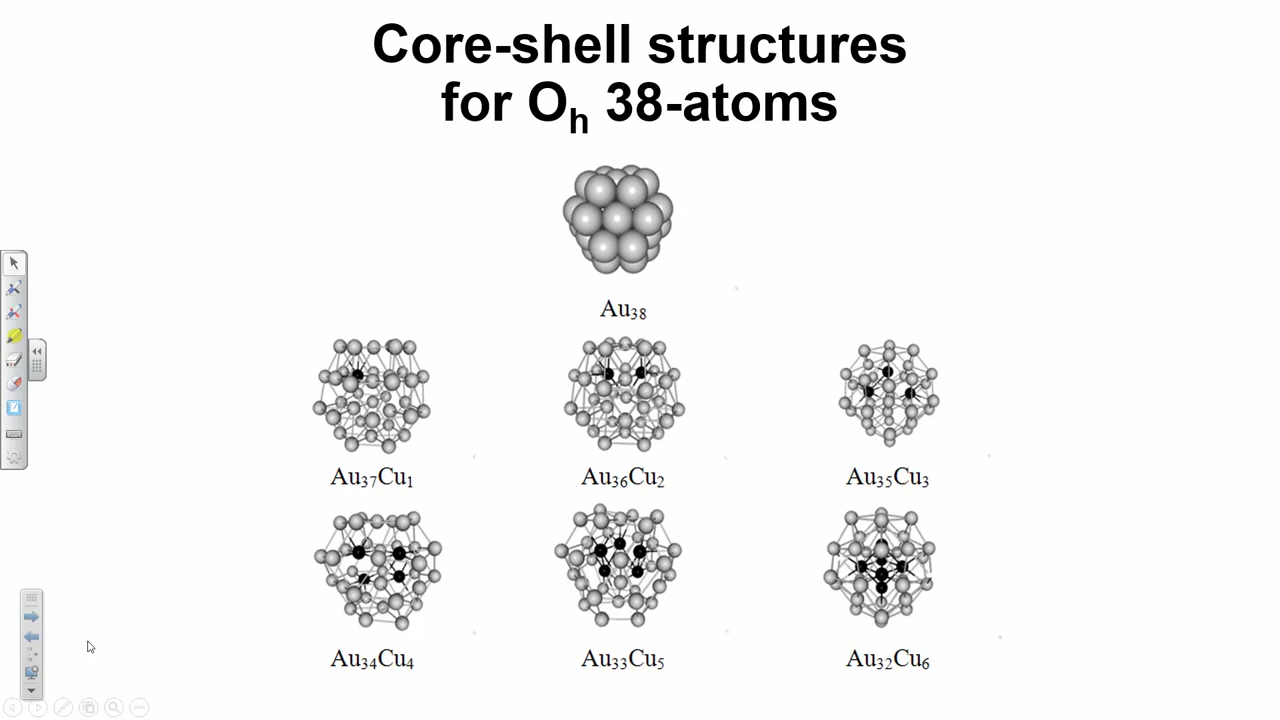 Core-shell structures
for Oₕ 38-atoms
Au₃₈
Au₃₇Cu₁
Au₃₆Cu₂
Au₃₅Cu₃
Au₃₄Cu₄
Au₃₃Cu₅
Au₃₂Cu₆